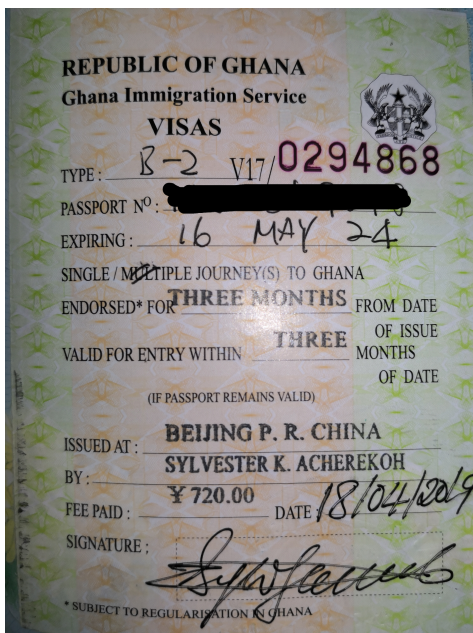 REPUBLIC OF GHANA
Ghana Immigration Service
VISAS
TYPE : B-2 V17/ 0294868
PASSPORT Nº :
EXPIRING : 16 MAY 24
SINGLE / MULTIPLE JOURNEY(S) TO GHANA
ENDORSED* FOR THREE MONTHS FROM DATE OF ISSUE
VALID FOR ENTRY WITHIN THREE MONTHS OF DATE
(IF PASSPORT REMAINS VALID)
ISSUED AT : BEIJING P. R. CHINA
BY : SYLVESTER K. ACHEREKOH
FEE PAID : ¥ 720.00 DATE : 18/04/2019
SIGNATURE :
* SUBJECT TO REGULARISATION IN GHANA